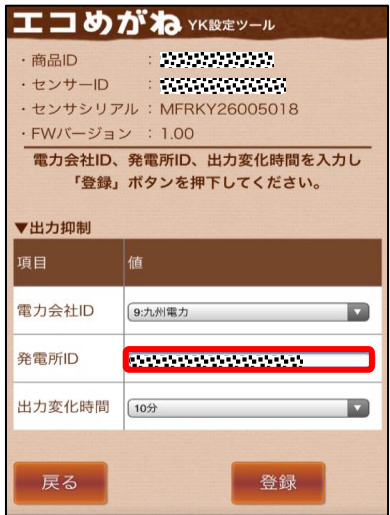 エコめがね YK設定ツール
・商品ID :
・センサーID :
・センサシリアル : MFRKY26005018
・FWバージョン : 1.00
電力会社ID、発電所ID、出力変化時間を入力し
「登録」ボタンを押下してください。
▼出力抑制
項目 値
電力会社ID 9:九州電力
発電所ID
出力変化時間 10分
戻る 登録